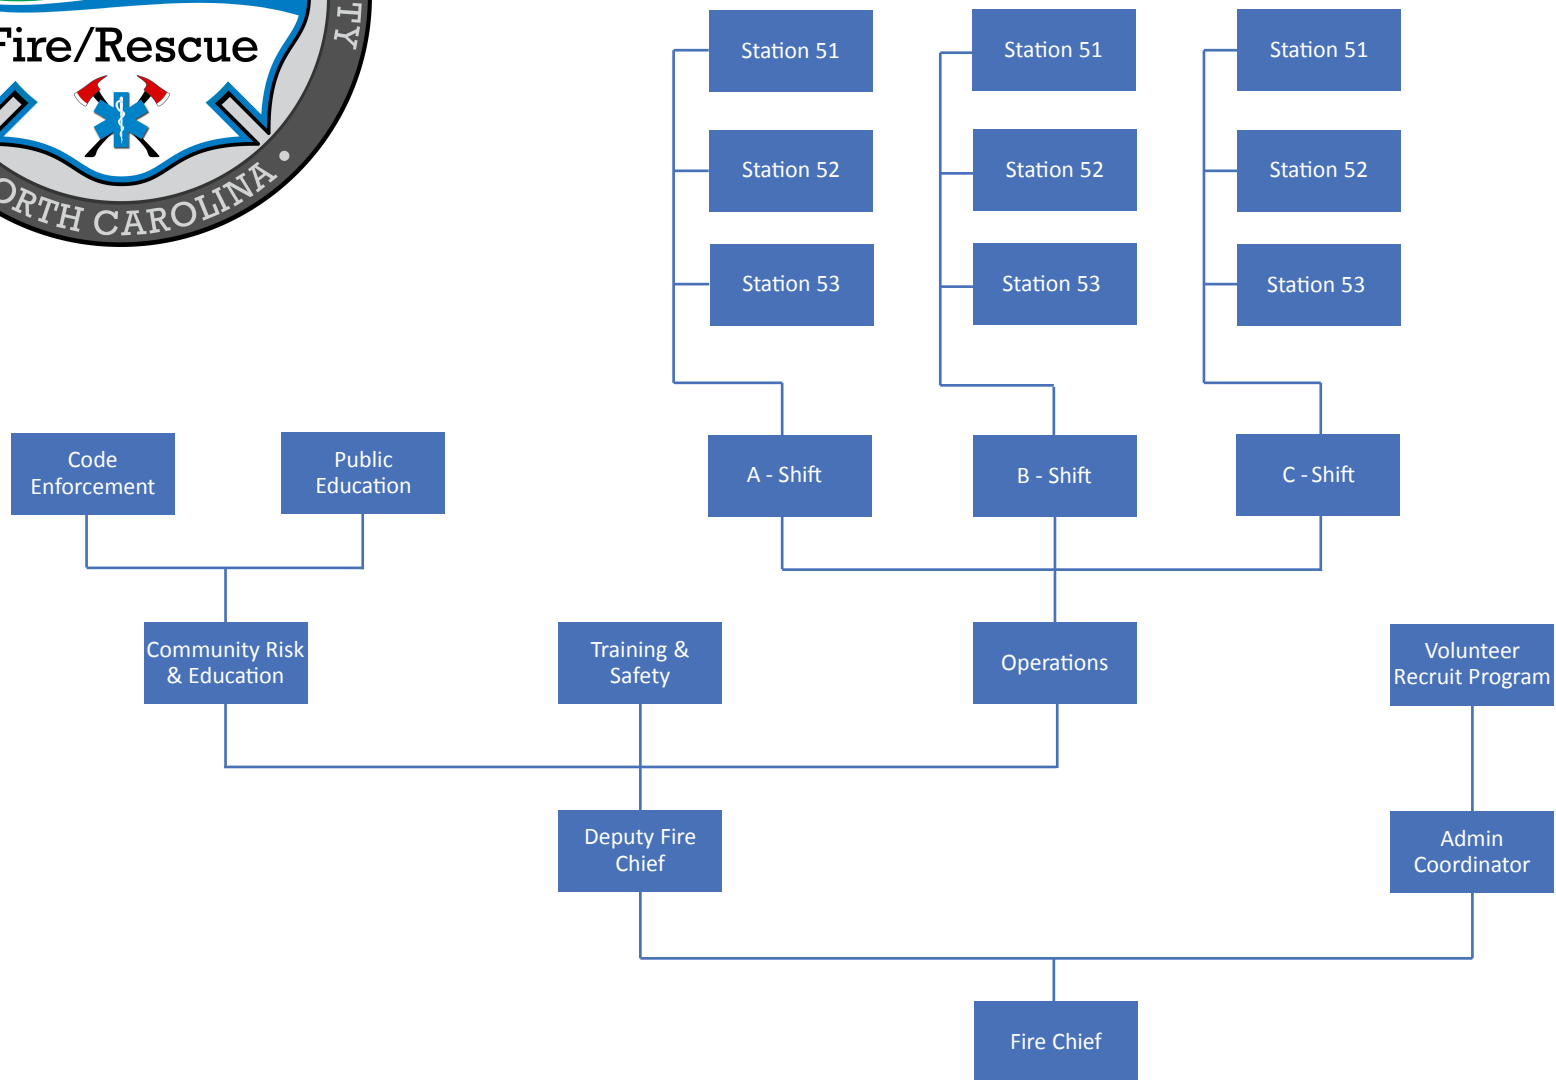 Fire/Rescue
NORTH CAROLINA •
Station 51
Station 51
Station 51
Station 52
Station 52
Station 52
Station 53
Station 53
Station 53
Code
Enforcement
Public
Education
A - Shift
B - Shift
C - Shift
Community Risk
& Education
Training &
Safety
Operations
Volunteer
Recruit Program
Deputy Fire
Chief
Admin
Coordinator
Fire Chief